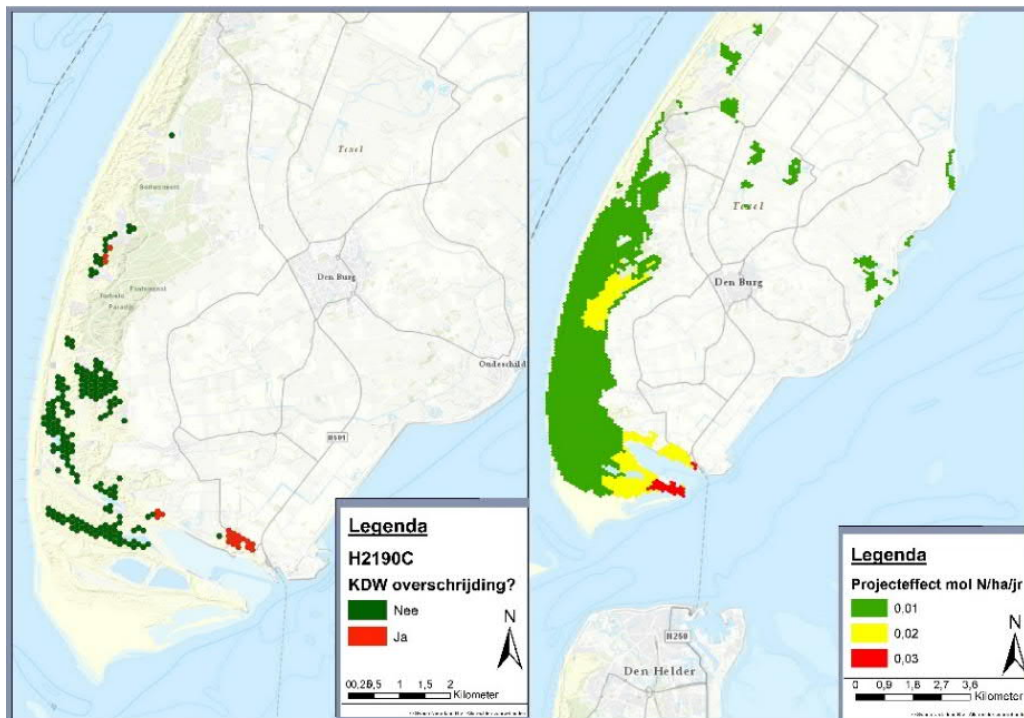 Texel
Den Burg
Oudeschild
N501
Legenda
H2190C
KDW overschrijding?
Nee
Ja
N
00,25 0,5 1 1,5 2
Kilometer
Texel
Den Burg
N250
Den Helder
Legenda
Projecteffect mol N/ha/jr
0,01
0,02
0,03
N
0 0,9 1,8 2,7 3,6
Kilometer